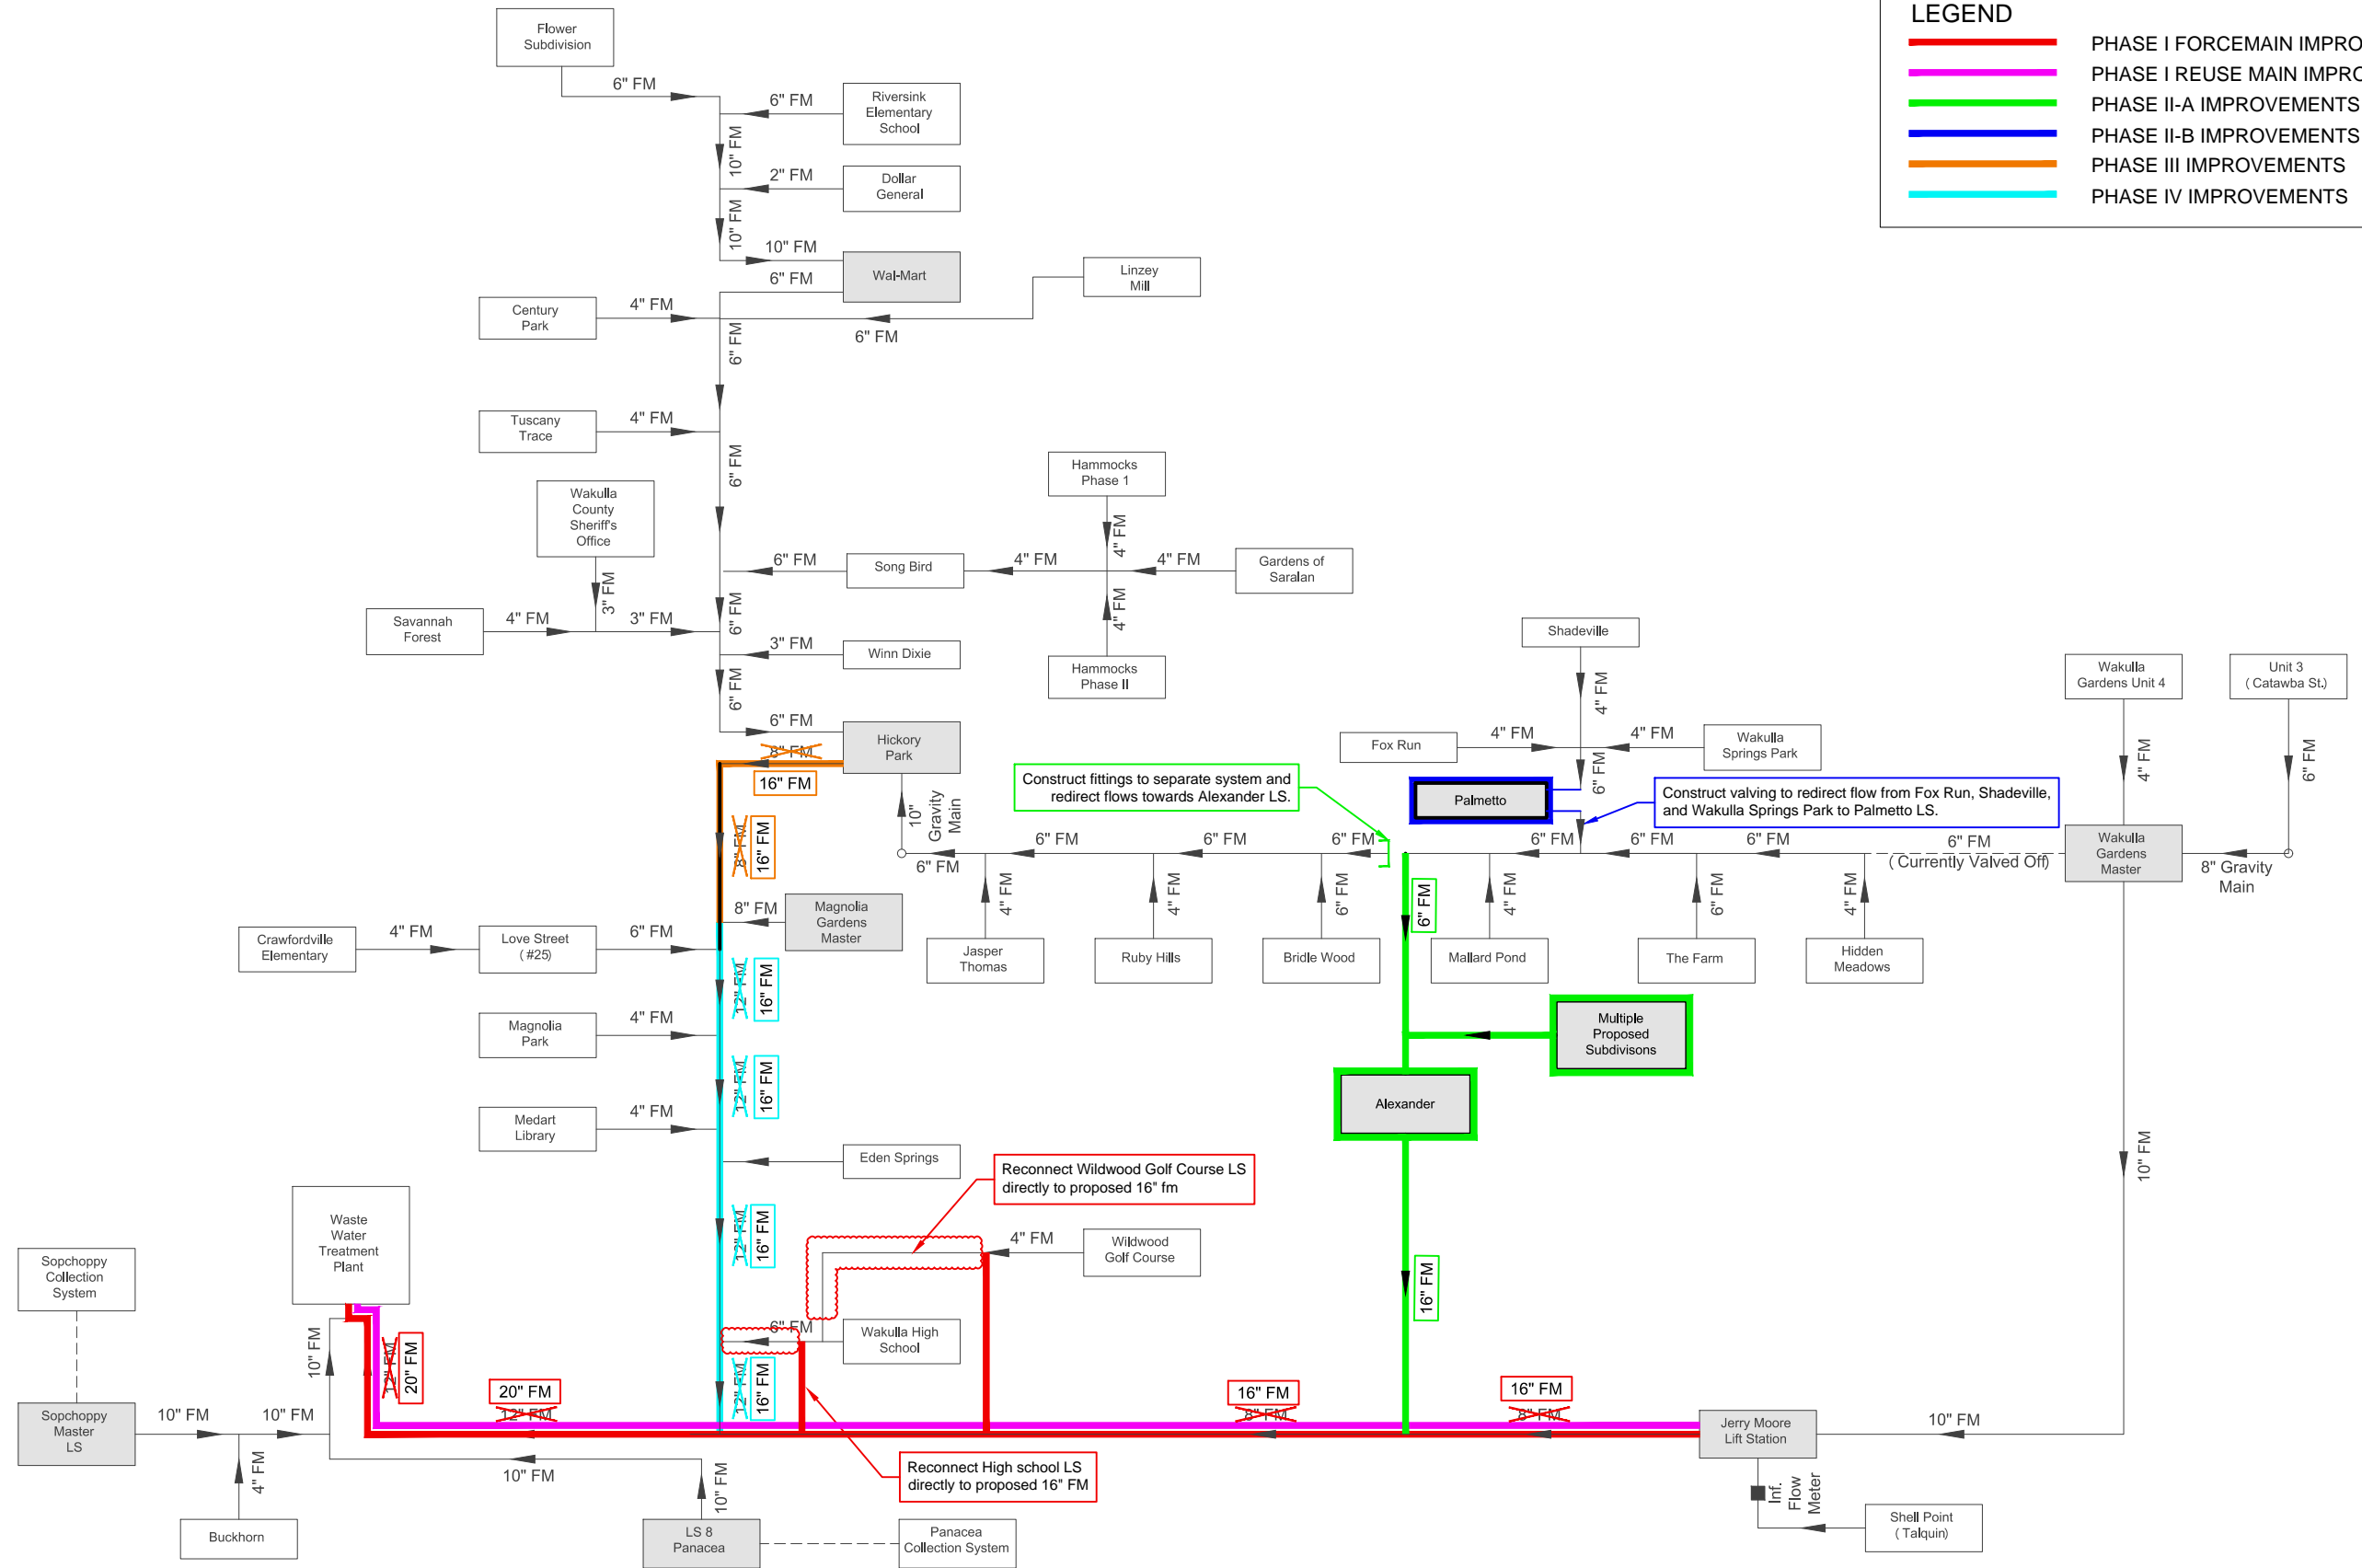 LEGEND
PHASE I FORCEMAIN IMPRO
PHASE I REUSE MAIN IMPRO
PHASE II-A IMPROVEMENTS
PHASE II-B IMPROVEMENTS
PHASE III IMPROVEMENTS
PHASE IV IMPROVEMENTS
Flower
Subdivision
6" FM
6" FM
Riversink
Elementary
School
10" FM
2" FM
Dollar
General
10" FM
10" FM
Wal-Mart
6" FM
Linzey
Mill
Century
Park
4" FM
6" FM
6" FM
Tuscany
Trace
4" FM
6" FM
Wakulla
County
Sheriff's
Office
3" FM
Hammocks
Phase 1
4" FM
6" FM
Song Bird
4" FM
4" FM
Gardens of
Saralan
4" FM
Hammocks
Phase II
Savannah
Forest
4" FM
3" FM
6" FM
3" FM
Winn Dixie
6" FM
6" FM
Hickory
Park
8" FM
16" FM
8" FM
16" FM
10"
Gravity
Main
Shadeville
4" FM
Fox Run
4" FM
4" FM
Wakulla
Springs Park
6" FM
Palmetto
Construct fittings to separate system and
redirect flows towards Alexander LS.
Construct valving to redirect flow from Fox Run, Shadeville,
and Wakulla Springs Park to Palmetto LS.
Wakulla
Gardens Unit 4
4" FM
Unit 3
( Catawba St.)
6" FM
Wakulla
Gardens
Master
8" Gravity
Main
6" FM
( Currently Valved Off)
6" FM
6" FM
6" FM
6" FM
6" FM
6" FM
6" FM
4" FM
4" FM
6" FM
6" FM
4" FM
6" FM
4" FM
Jasper
Thomas
Ruby Hills
Bridle Wood
Mallard Pond
The Farm
Hidden
Meadows
8" FM
Magnolia
Gardens
Master
Crawfordville
Elementary
4" FM
Love Street
( #25)
6" FM
12" FM
16" FM
Magnolia
Park
4" FM
12" FM
16" FM
Multiple
Proposed
Subdivisons
Alexander
Medart
Library
4" FM
Eden Springs
10" FM
Reconnect Wildwood Golf Course LS
directly to proposed 16" fm
12" FM
16" FM
4" FM
Wildwood
Golf Course
16" FM
Waste
Water
Treatment
Plant
Sopchoppy
Collection
System
6" FM
Wakulla High
School
10" FM
12" FM
20" FM
12" FM
16" FM
20" FM
12" FM
16" FM
8" FM
16" FM
8" FM
Sopchoppy
Master
LS
10" FM
10" FM
Jerry Moore
Lift Station
10" FM
4" FM
10" FM
10" FM
Reconnect High school LS
directly to proposed 16" FM
Inf.
Flow
Meter
Buckhorn
LS 8
Panacea
Panacea
Collection System
Shell Point
( Talquin)